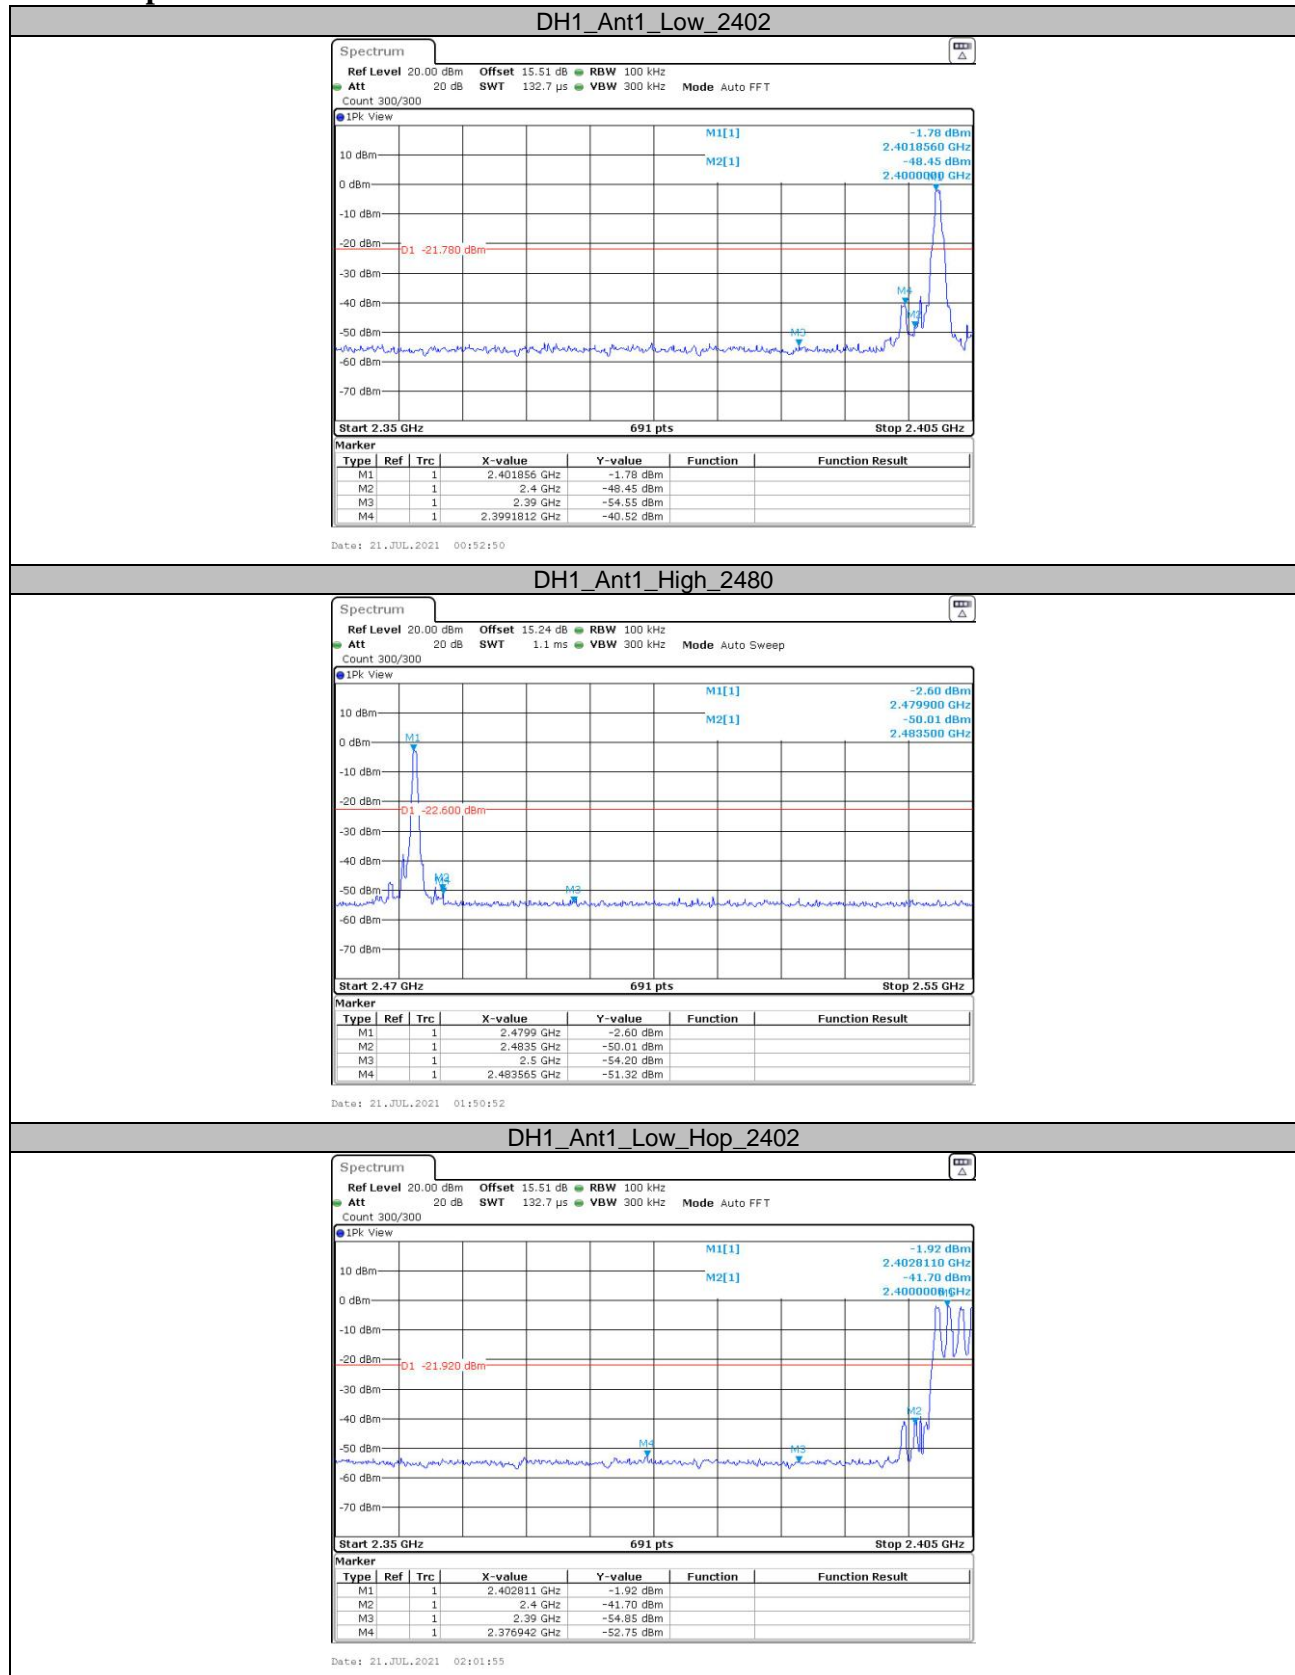 DH1_Ant1_Low_2402
Spectrum
Ref Level 20.00 dBm Offset 15.51 dB RBW 100 kHz
Att 20 dB SWT 132.7 µs VBW 300 kHz Mode Auto FFT
Count 300/300
1Pk View
M1[1] -1.78 dBm
2.4018560 GHz
10 dBm
M2[1] -48.45 dBm
2.4000000 GHz
M1
0 dBm
-10 dBm
-20 dBm
D1 -21.780 dBm
-30 dBm
M4
-40 dBm
M2
-50 dBm
M3
-60 dBm
-70 dBm
Start 2.35 GHz 691 pts Stop 2.405 GHz
Marker
Type Ref Trc X-value Y-value Function Function Result
M1 1 2.401856 GHz -1.78 dBm
M2 1 2.4 GHz -48.45 dBm
M3 1 2.39 GHz -54.55 dBm
M4 1 2.3991812 GHz -40.52 dBm
Date: 21.JUL.2021 00:52:50
DH1_Ant1_High_2480
Spectrum
Ref Level 20.00 dBm Offset 15.24 dB RBW 100 kHz
Att 20 dB SWT 1.1 ms VBW 300 kHz Mode Auto Sweep
Count 300/300
1Pk View
M1[1] -2.60 dBm
2.479900 GHz
10 dBm
M2[1] -50.01 dBm
2.483500 GHz
M1
0 dBm
-10 dBm
-20 dBm
D1 -22.600 dBm
-30 dBm
-40 dBm
M2
M4
-50 dBm
M3
-60 dBm
-70 dBm
Start 2.47 GHz 691 pts Stop 2.55 GHz
Marker
Type Ref Trc X-value Y-value Function Function Result
M1 1 2.4799 GHz -2.60 dBm
M2 1 2.4835 GHz -50.01 dBm
M3 1 2.5 GHz -54.20 dBm
M4 1 2.483565 GHz -51.32 dBm
Date: 21.JUL.2021 01:50:52
DH1_Ant1_Low_Hop_2402
Spectrum
Ref Level 20.00 dBm Offset 15.51 dB RBW 100 kHz
Att 20 dB SWT 132.7 µs VBW 300 kHz Mode Auto FFT
Count 300/300
1Pk View
M1[1] -1.92 dBm
2.4028110 GHz
10 dBm
M2[1] -41.70 dBm
2.4000000 GHz
M1
0 dBm
-10 dBm
-20 dBm
D1 -21.920 dBm
-30 dBm
-40 dBm
M2
-50 dBm
M4
M3
-60 dBm
-70 dBm
Start 2.35 GHz 691 pts Stop 2.405 GHz
Marker
Type Ref Trc X-value Y-value Function Function Result
M1 1 2.402811 GHz -1.92 dBm
M2 1 2.4 GHz -41.70 dBm
M3 1 2.39 GHz -54.85 dBm
M4 1 2.376942 GHz -52.75 dBm
Date: 21.JUL.2021 02:01:55